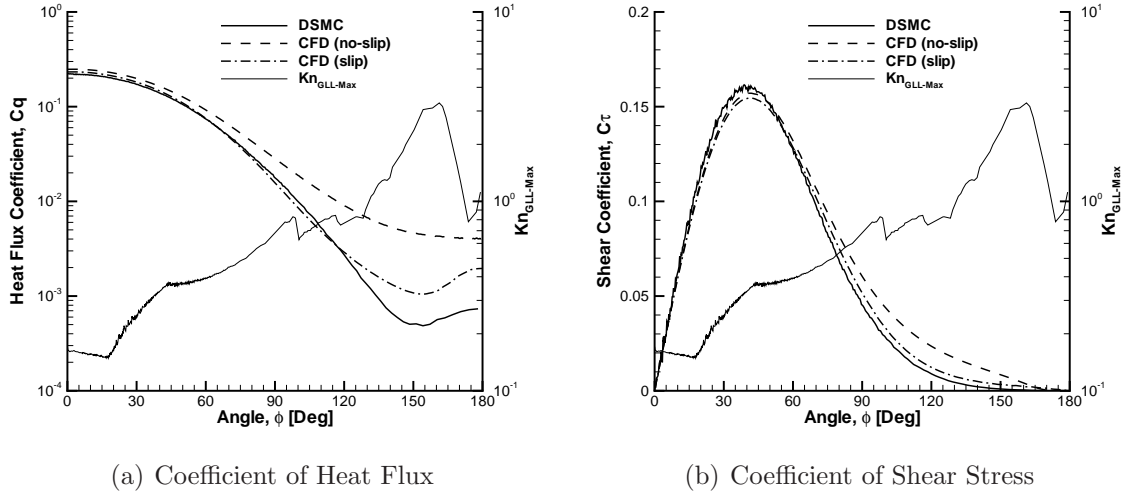 DSMC
CFD (no-slip)
CFD (slip)
Kn_GLL-Max
Heat Flux Coefficient, Cq
10^0
10^-1
10^-2
10^-3
10^-4
0 30 60 90 120 150 180
Angle, ϕ [Deg]
10^1
10^0
10^-1
Kn_GLL-Max
(a) Coefficient of Heat Flux
DSMC
CFD (no-slip)
CFD (slip)
Kn_GLL-Max
Shear Coefficient, Cτ
0.2
0.15
0.1
0.05
0
0 30 60 90 120 150 180
Angle, ϕ [Deg]
10^1
10^0
10^-1
Kn_GLL-Max
(b) Coefficient of Shear Stress